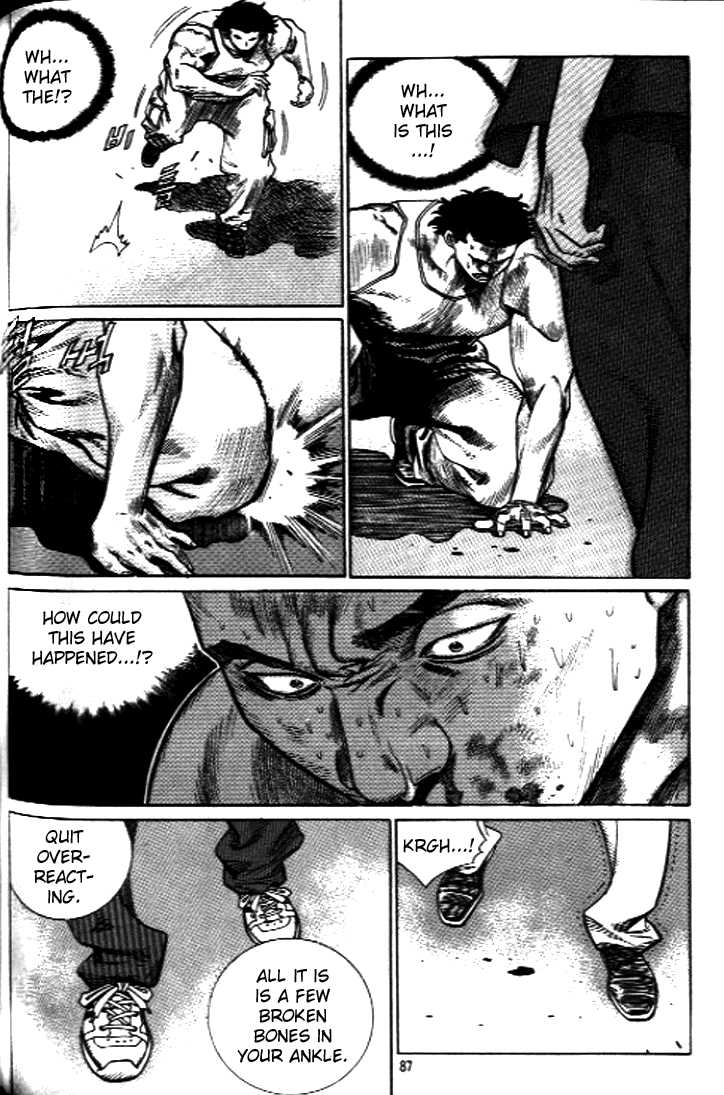 WH...
WHAT
THE!?
WH...
WHAT
IS THIS
...!
HOW COULD
THIS HAVE
HAPPENED...!?
QUIT
OVER-
REACT-
ING.
ALL IT IS
IS A FEW
BROKEN
BONES IN
YOUR ANKLE.
KRGH...!
87